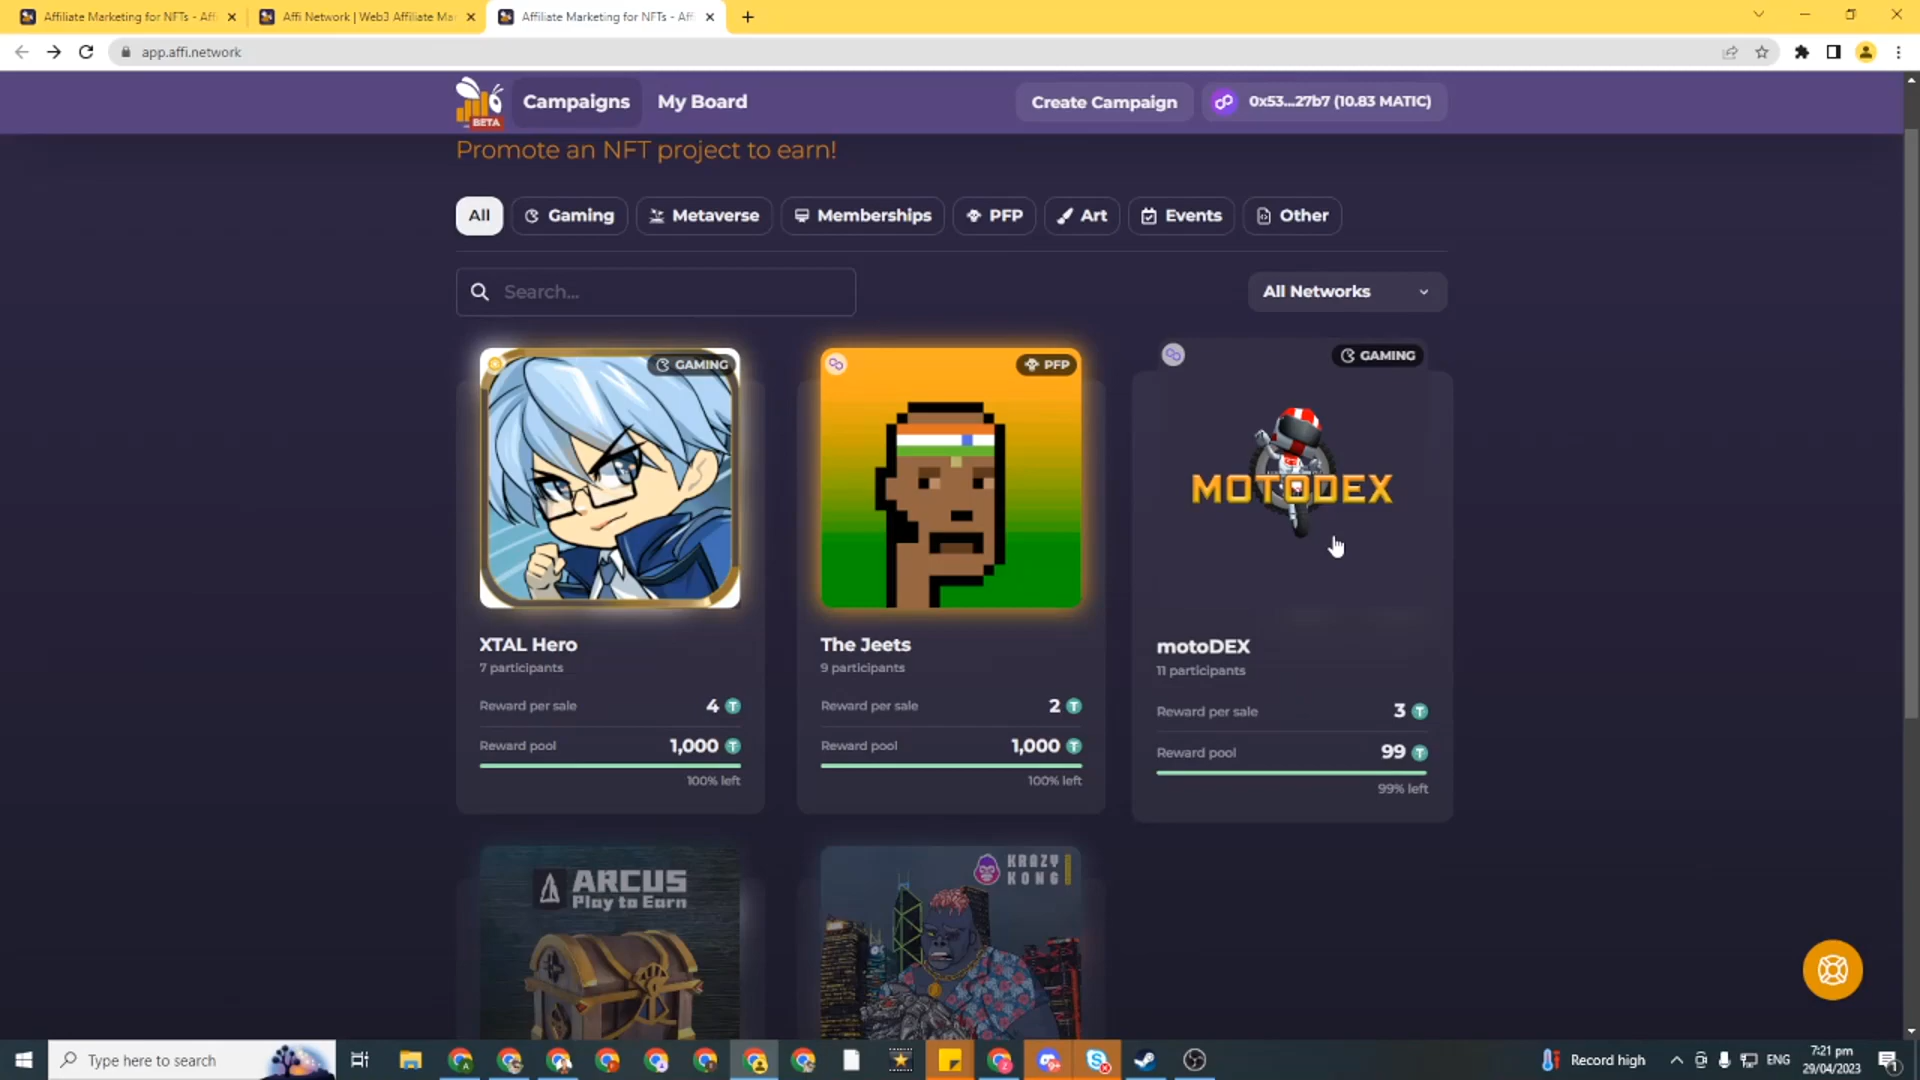 Affiliate Marketing for NFTs - Aff
Affi Network | Web3 Affiliate Mar
Affiliate Marketing for NFTs - Aff
app.affi.network
BETA
Campaigns
My Board
Create Campaign
0x53...27b7 (10.83 MATIC)
Promote an NFT project to earn!
All
Gaming
Metaverse
Memberships
PFP
Art
Events
Other
Search...
All Networks
GAMING
PFP
GAMING
MOTODEX
XTAL Hero
7 participants
Reward per sale 4
Reward pool 1,000
100% left
The Jeets
9 participants
Reward per sale 2
Reward pool 1,000
100% left
motoDEX
11 participants
Reward per sale 3
Reward pool 99
99% left
ARCUS
Play to Earn
KRAZY
KONG
Type here to search
Record high
ENG
7:21 pm
29/04/2023